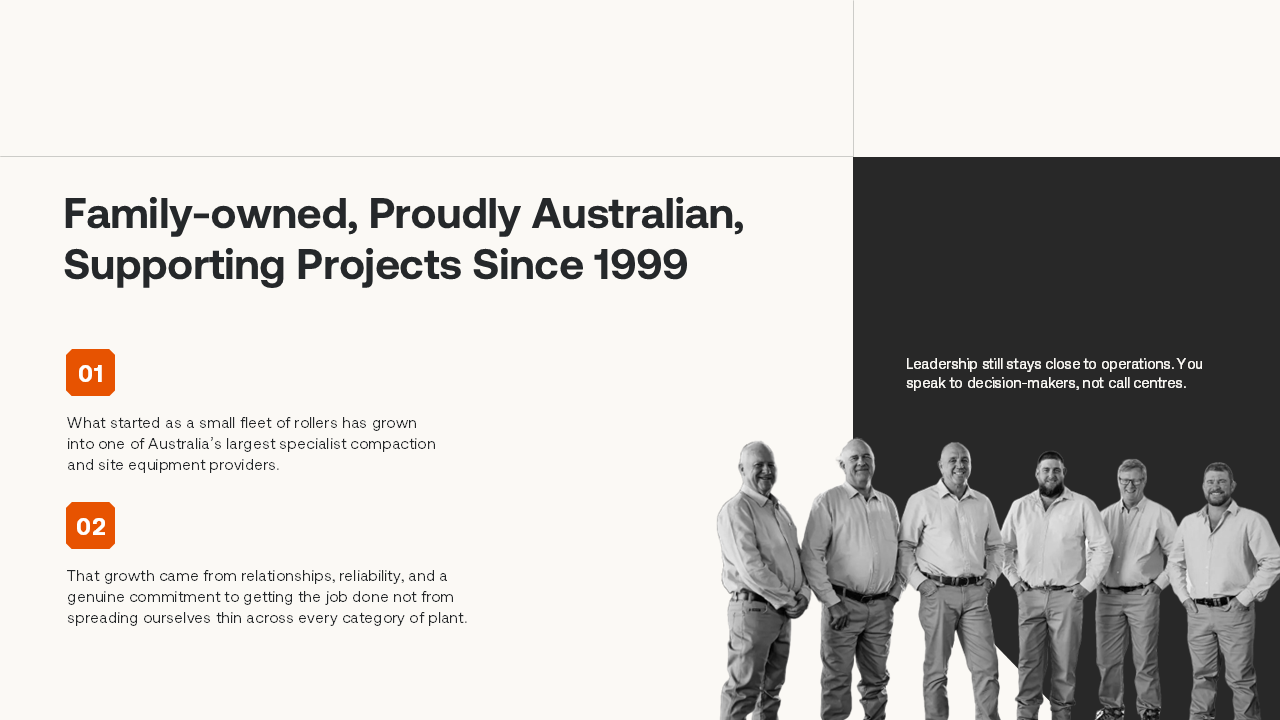 Family-owned, Proudly Australian,
Supporting Projects Since 1999
01
What started as a small fleet of rollers has grown
into one of Australia's largest specialist compaction
and site equipment providers.
02
That growth came from relationships, reliability, and a
genuine commitment to getting the job done not from
spreading ourselves thin across every category of plant.
Leadership still stays close to operations. You
speak to decision-makers, not call centres.